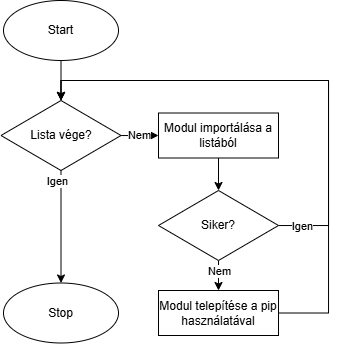 Start
Lista vége?
Nem
Modul importálása a
listából
Igen
Siker?
Igen
Nem
Stop
Modul telepítése a pip
használatával